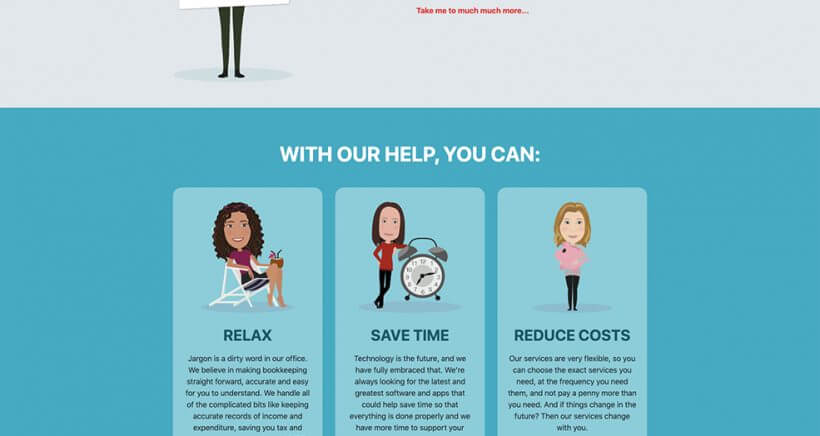 Take me to much much more...
WITH OUR HELP, YOU CAN:
RELAX
Jargon is a dirty word in our office.
We believe in making bookkeeping
straight forward, accurate and easy
for you to understand. We handle all
of the complicated bits like keeping
accurate records of income and
expenditure, saving you tax and
SAVE TIME
Technology is the future, and we
have fully embraced that. We're
always looking for the latest and
greatest software and apps that
could help save time so that
everything is done properly and we
have more time to support your
REDUCE COSTS
Our services are very flexible, so you
can choose the exact services you
need, at the frequency you need
them, and not pay a penny more than
you need. And if things change in the
future? Then our services change
with you.